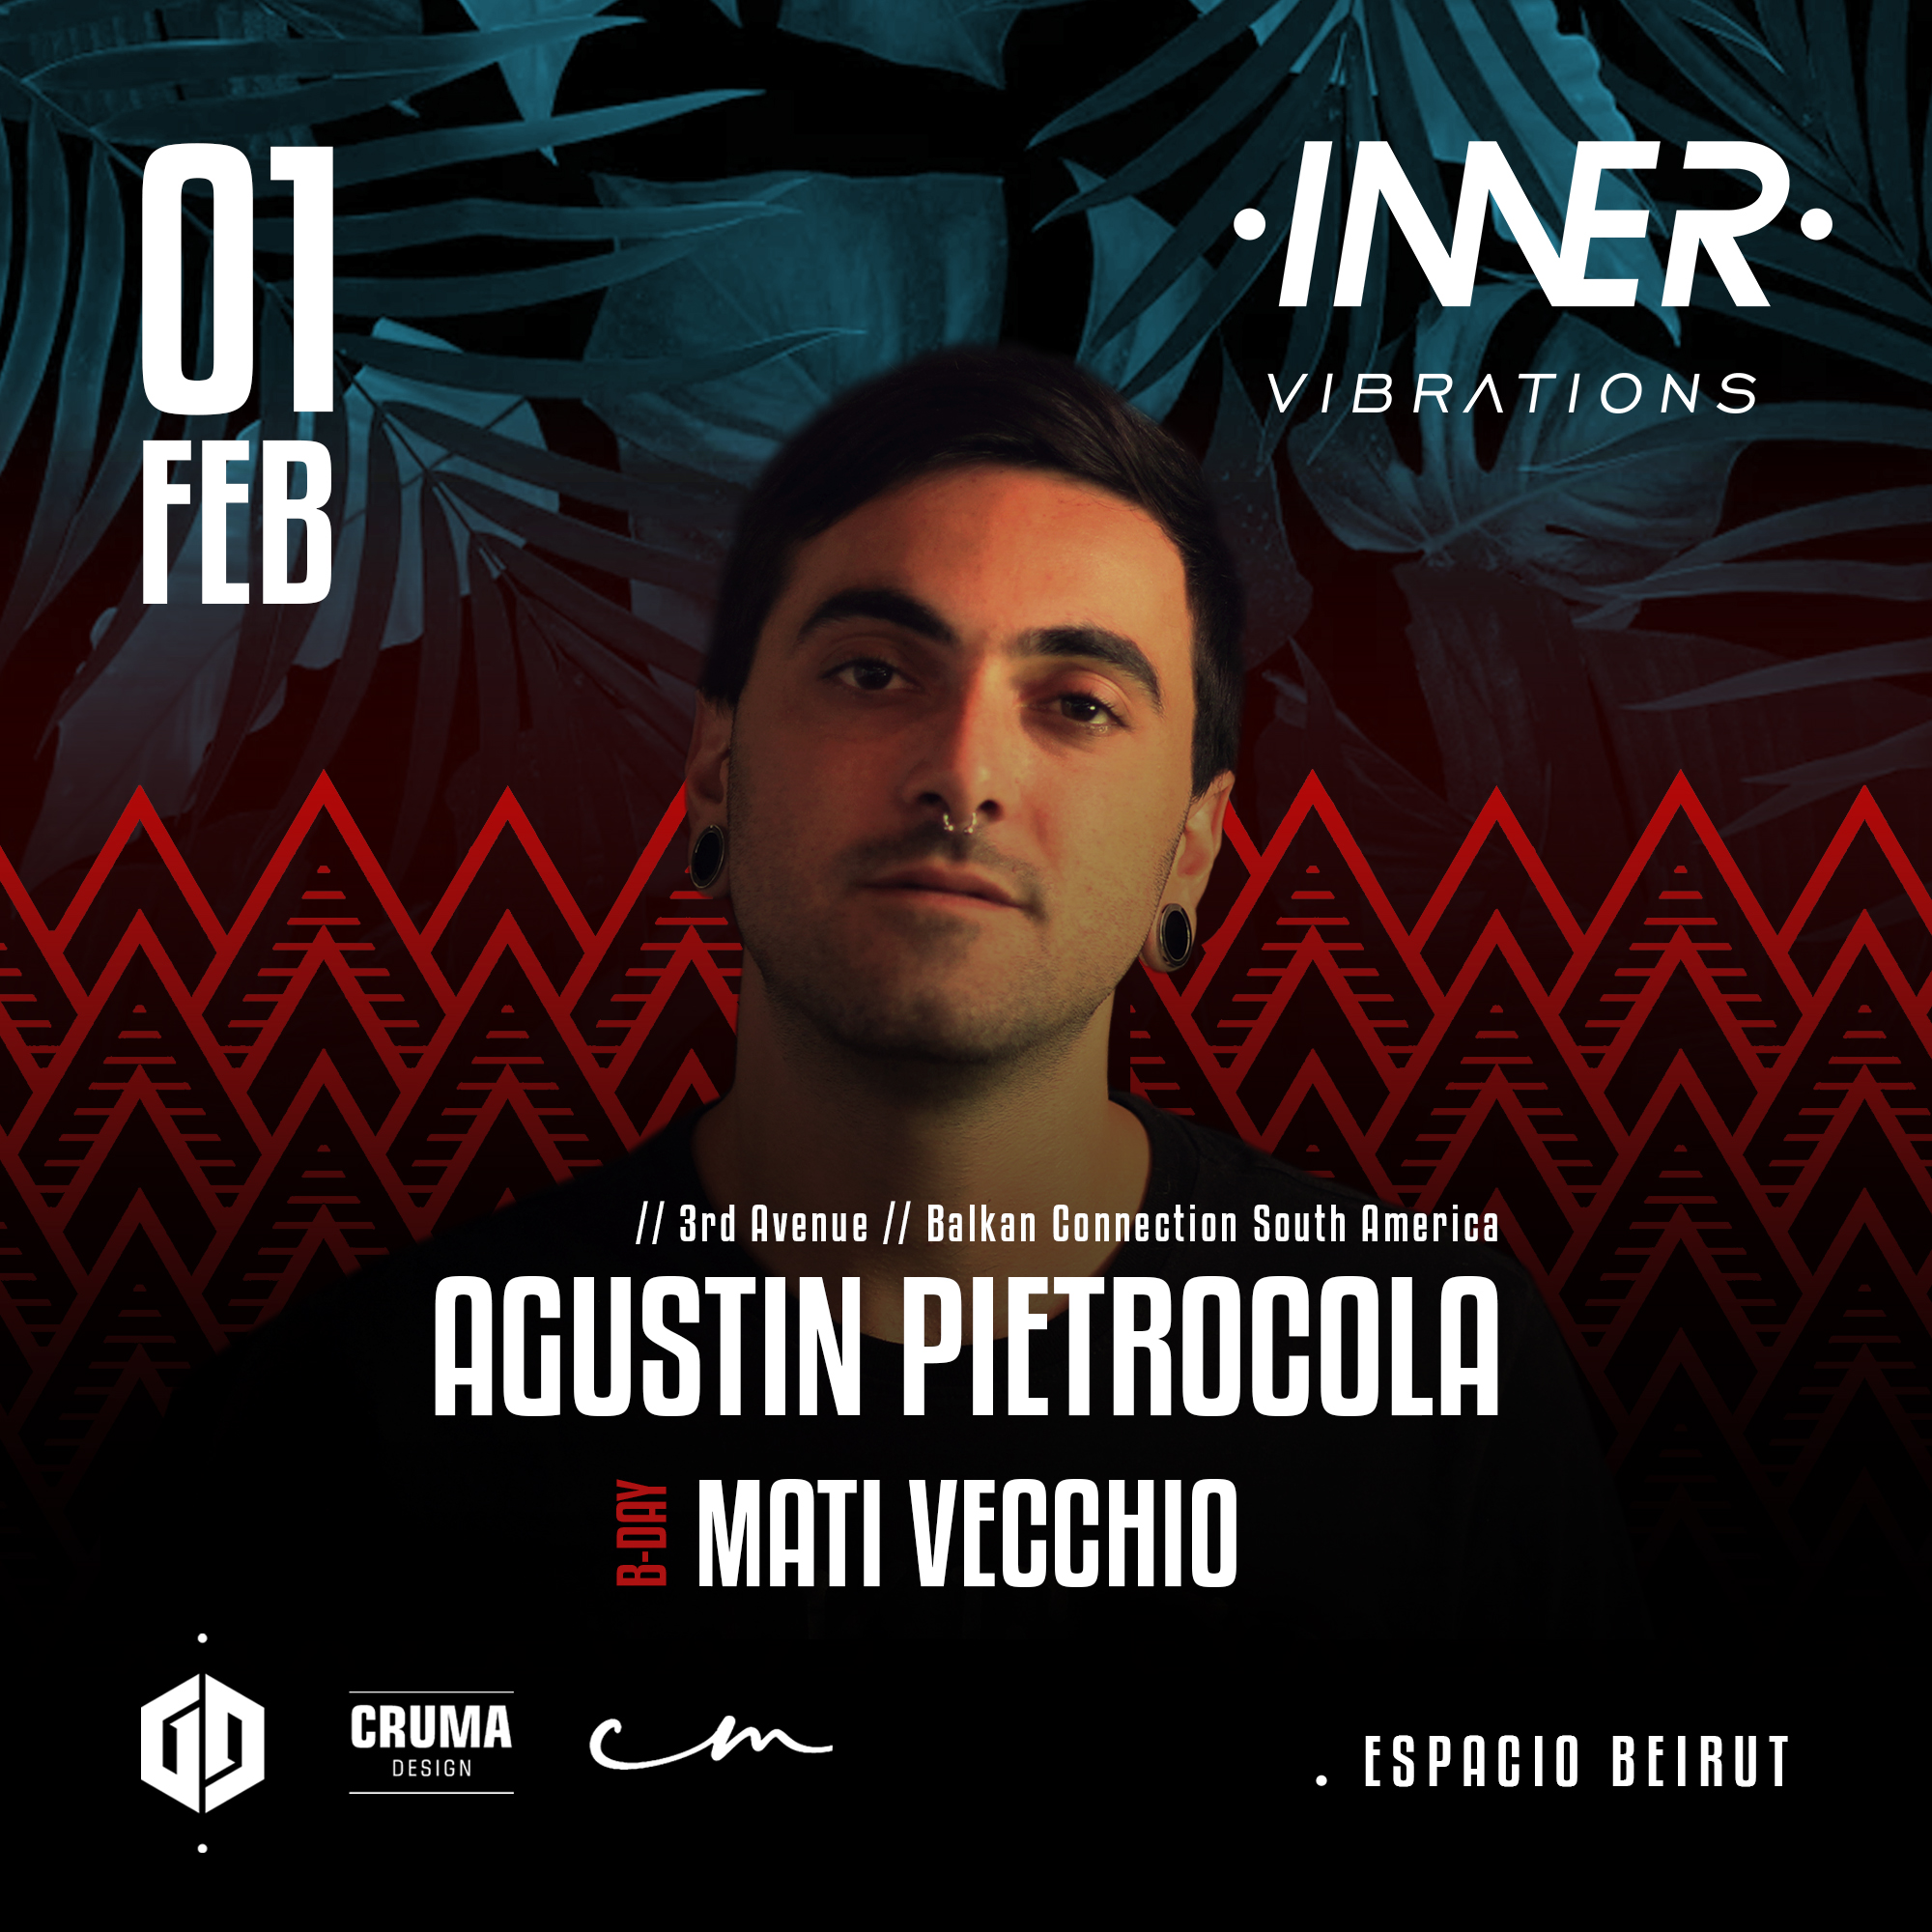 01
FEB
INNER
VIBRATIONS
// 3rd Avenue // Balkan Connection South America
AGUSTIN PIETROCOLA
B-DAY
MATI VECCHIO
CRUMA
DESIGN
cm
. ESPACIO BEIRUT